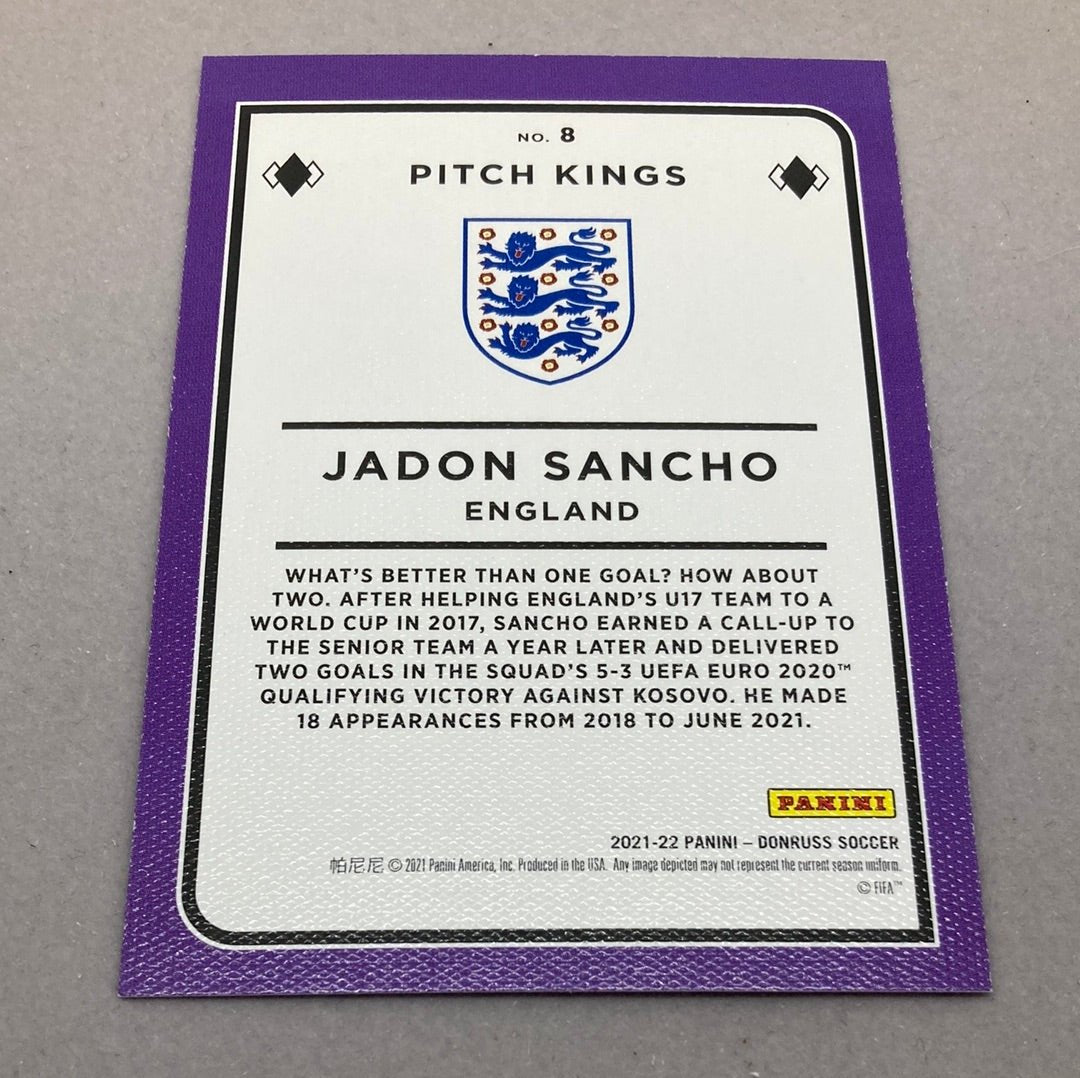 NO. 8
PITCH KINGS
JADON SANCHO
ENGLAND
WHAT'S BETTER THAN ONE GOAL? HOW ABOUT
TWO. AFTER HELPING ENGLAND'S U17 TEAM TO A
WORLD CUP IN 2017, SANCHO EARNED A CALL-UP TO
THE SENIOR TEAM A YEAR LATER AND DELIVERED
TWO GOALS IN THE SQUAD'S 5-3 UEFA EURO 2020™
QUALIFYING VICTORY AGAINST KOSOVO. HE MADE
18 APPEARANCES FROM 2018 TO JUNE 2021.
PANINI
2021-22 PANINI – DONRUSS SOCCER
帕尼尼 © 2021 Panini America, Inc. Produced in the USA. Any image depicted may not represent the current season uniform.
© FIFA™